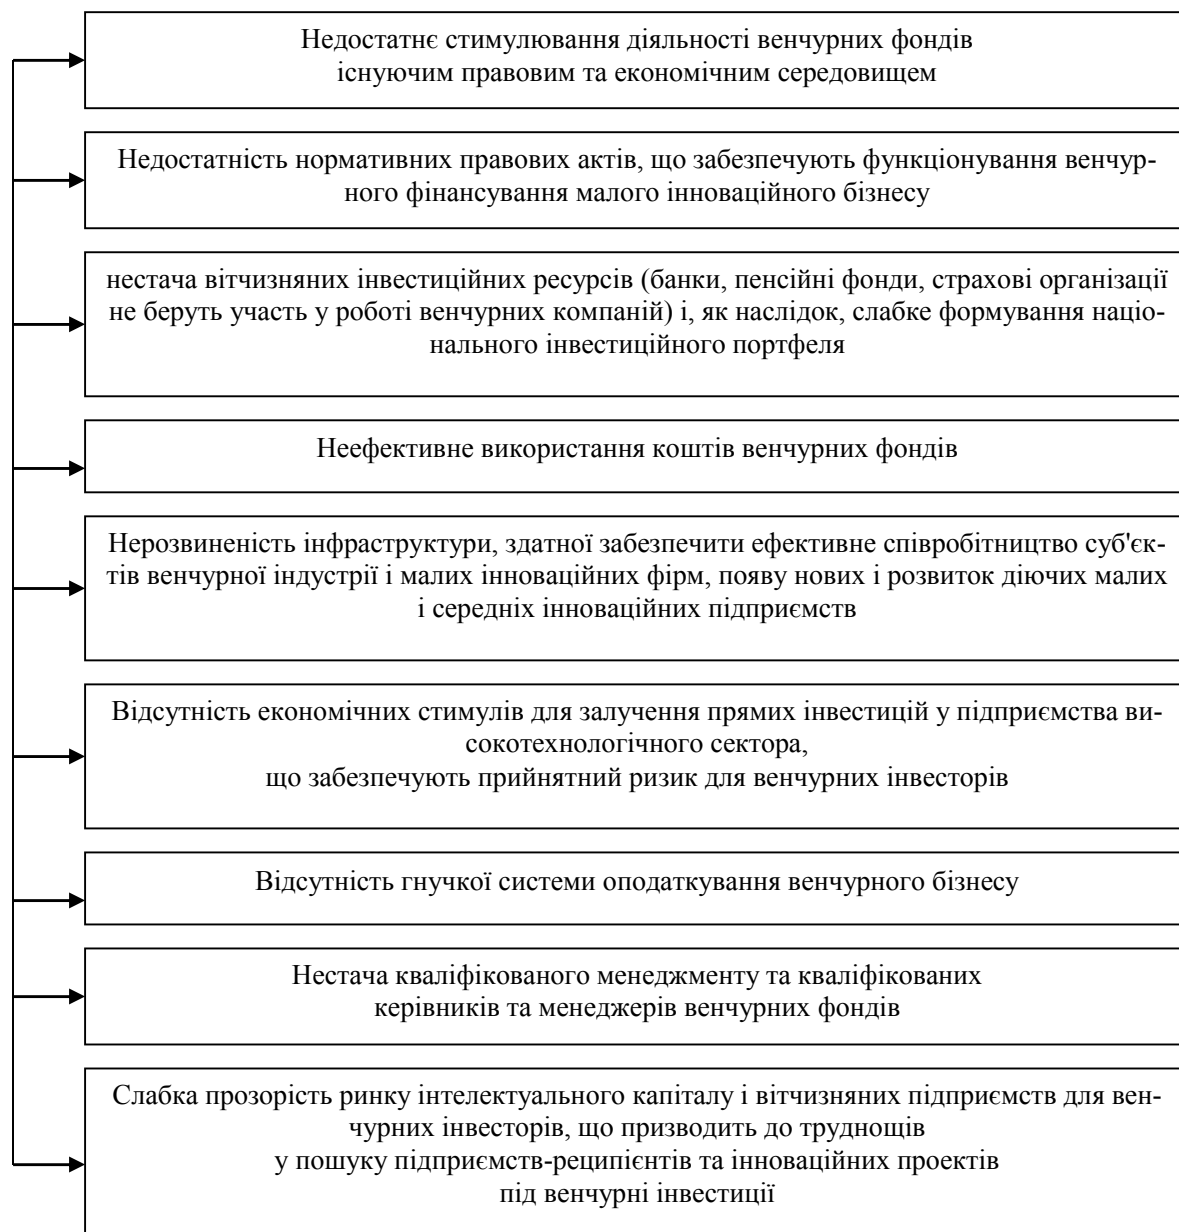 Недостатнє стимулювання діяльності венчурних фондів
існуючим правовим та економічним середовищем
Недостатність нормативних правових актів, що забезпечують функціонування венчур-
ного фінансування малого інноваційного бізнесу
нестача вітчизняних інвестиційних ресурсів (банки, пенсійні фонди, страхові організації
не беруть участь у роботі венчурних компаній) і, як наслідок, слабке формування націо-
нального інвестиційного портфеля
Неефективне використання коштів венчурних фондів
Нерозвиненість інфраструктури, здатної забезпечити ефективне співробітництво суб'єк-
тів венчурної індустрії і малих інноваційних фірм, появу нових і розвиток діючих малих
і середніх інноваційних підприємств
Відсутність економічних стимулів для залучення прямих інвестицій у підприємства ви-
сокотехнологічного сектора,
що забезпечують прийнятний ризик для венчурних інвесторів
Відсутність гнучкої системи оподаткування венчурного бізнесу
Нестача кваліфікованого менеджменту та кваліфікованих
керівників та менеджерів венчурних фондів
Слабка прозорість ринку інтелектуального капіталу і вітчизняних підприємств для вен-
чурних інвесторів, що призводить до труднощів
у пошуку підприємств-реципієнтів та інноваційних проектів
під венчурні інвестиції